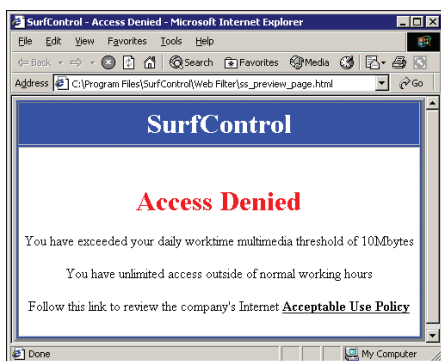 SurfControl - Access Denied - Microsoft Internet Explorer
File Edit View Favorites Tools Help
Back Search Favorites Media
Address C:\Program Files\SurfControl\Web Filter\ss_preview_page.html Go
SurfControl
Access Denied
You have exceeded your daily worktime multimedia threshold of 10Mbytes
You have unlimited access outside of normal working hours
Follow this link to review the company's Internet Acceptable Use Policy
Done My Computer